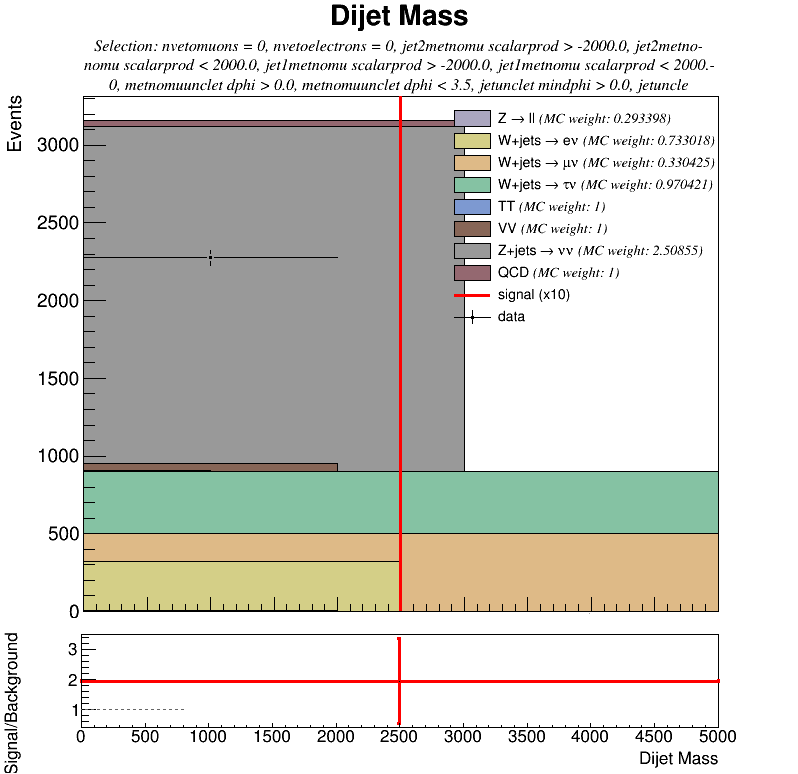 Dijet Mass
Selection: nvetomuons = 0, nvetoelectrons = 0, jet2metnomu scalarprod > -2000.0, jet2metno-
nomu scalarprod < 2000.0, jet1metnomu scalarprod > -2000.0, jet1metnomu scalarprod < 2000.-
0, metnomuunclet dphi > 0.0, metnomuunclet dphi < 3.5, jetunclet mindphi > 0.0, jetuncle
Events
3000
2500
2000
1500
1000
500
0
Z → ll (MC weight: 0.293398)
W+jets → eν (MC weight: 0.733018)
W+jets → μν (MC weight: 0.330425)
W+jets → τν (MC weight: 0.970421)
TT (MC weight: 1)
VV (MC weight: 1)
Z+jets → νν (MC weight: 2.50855)
QCD (MC weight: 1)
signal (x10)
data
Signal/Background
3
2
1
0 500 1000 1500 2000 2500 3000 3500 4000 4500 5000
Dijet Mass